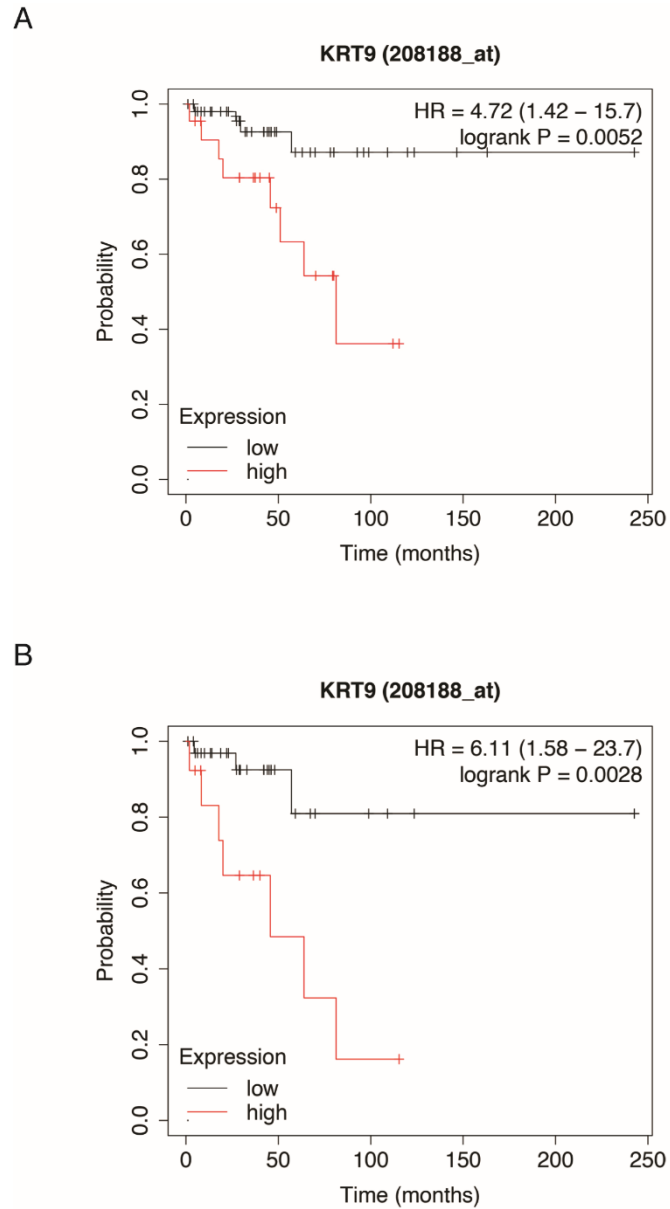 A
KRT9 (208188_at)
HR = 4.72 (1.42 − 15.7)
logrank P = 0.0052
Probability
1.0
0.8
0.6
0.4
0.2
0.0
Expression
low
high
0 50 100 150 200 250
Time (months)
B
KRT9 (208188_at)
HR = 6.11 (1.58 − 23.7)
logrank P = 0.0028
Probability
1.0
0.8
0.6
0.4
0.2
0.0
Expression
low
high
0 50 100 150 200 250
Time (months)